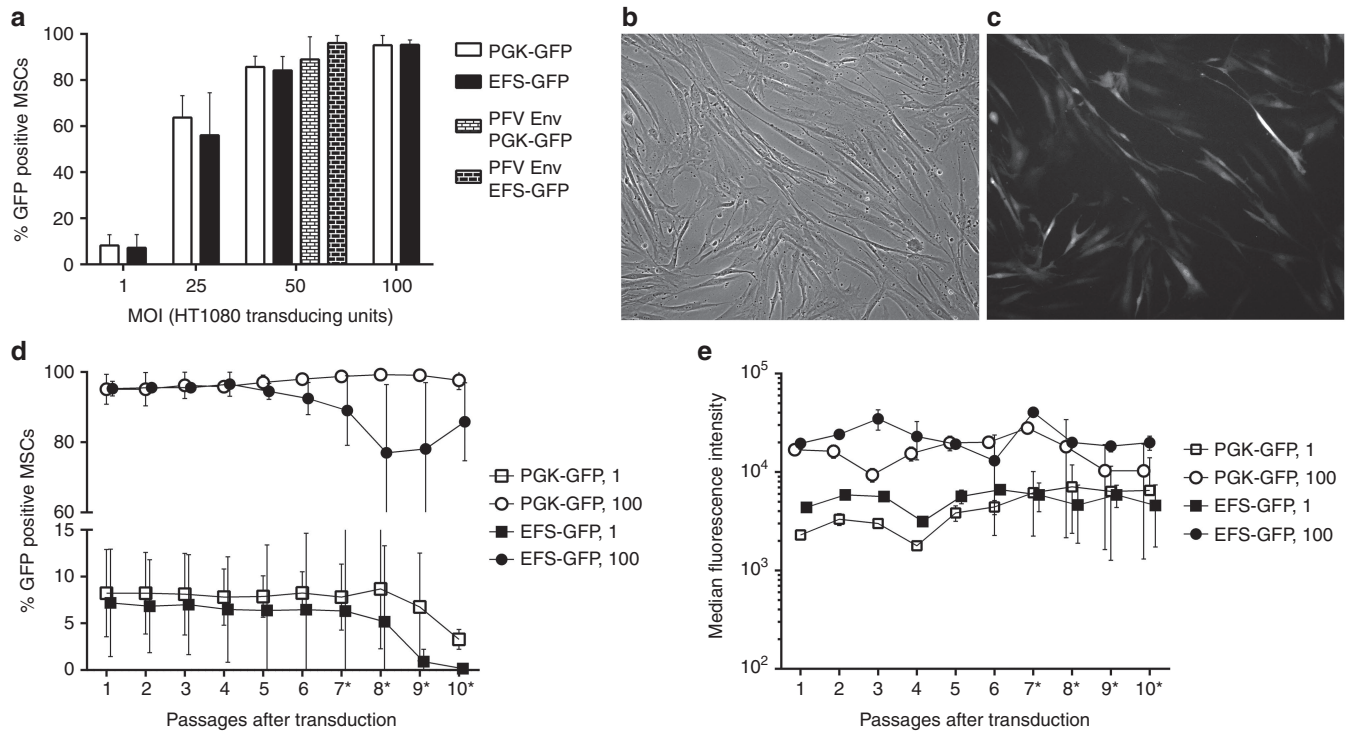 a
% GFP positive MSCs
100
80
60
40
20
0
1 25 50 100
MOI (HT1080 transducing units)
PGK-GFP
EFS-GFP
PFV Env
PGK-GFP
PFV Env
EFS-GFP
b
c
d
% GFP positive MSCs
100
80
60
15
10
5
0
1 2 3 4 5 6 7* 8* 9* 10*
Passages after transduction
PGK-GFP, 1
PGK-GFP, 100
EFS-GFP, 1
EFS-GFP, 100
e
Median fluorescence intensity
10⁵
10⁴
10³
10²
1 2 3 4 5 6 7* 8* 9* 10*
Passages after transduction
PGK-GFP, 1
PGK-GFP, 100
EFS-GFP, 1
EFS-GFP, 100